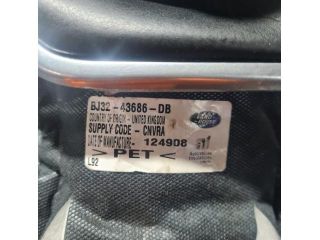 BJ32-43686-DB
COUNTRY OF ORIGIN - UNITED KINGDOM
SUPPLY CODE - CNVRA
DATE OF MANUFACTURE- 124908
> PET <
L92